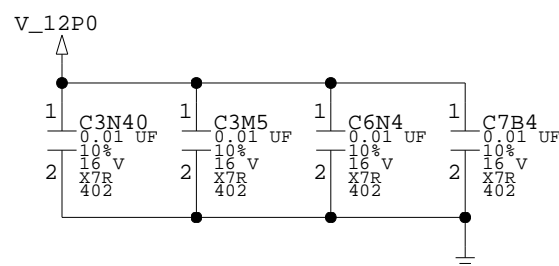 V_12P0
1 C3N40
0.01 UF
10%
16 V
2 X7R
402
1 C3M5
0.01 UF
10%
16 V
2 X7R
402
1 C6N4
0.01 UF
10%
16 V
2 X7R
402
1 C7B4
0.01 UF
10%
16 V
2 X7R
402